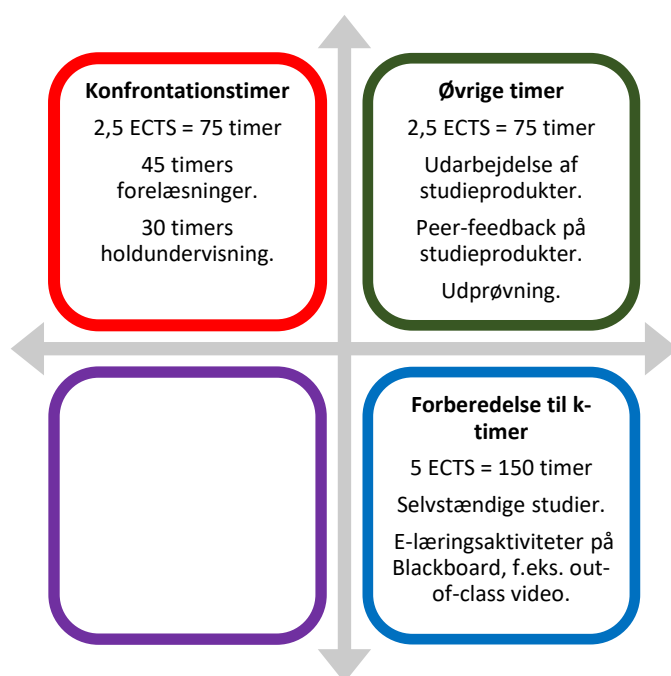 Konfrontationstimer
2,5 ECTS = 75 timer
45 timers
forelæsninger.
30 timers
holdundervisning.
Øvrige timer
2,5 ECTS = 75 timer
Udarbejdelse af
studieprodukter.
Peer-feedback på
studieprodukter.
Udprøvning.
Forberedelse til k-
timer
5 ECTS = 150 timer
Selvstændige studier.
E-læringsaktiviteter på
Blackboard, f.eks. out-
of-class video.